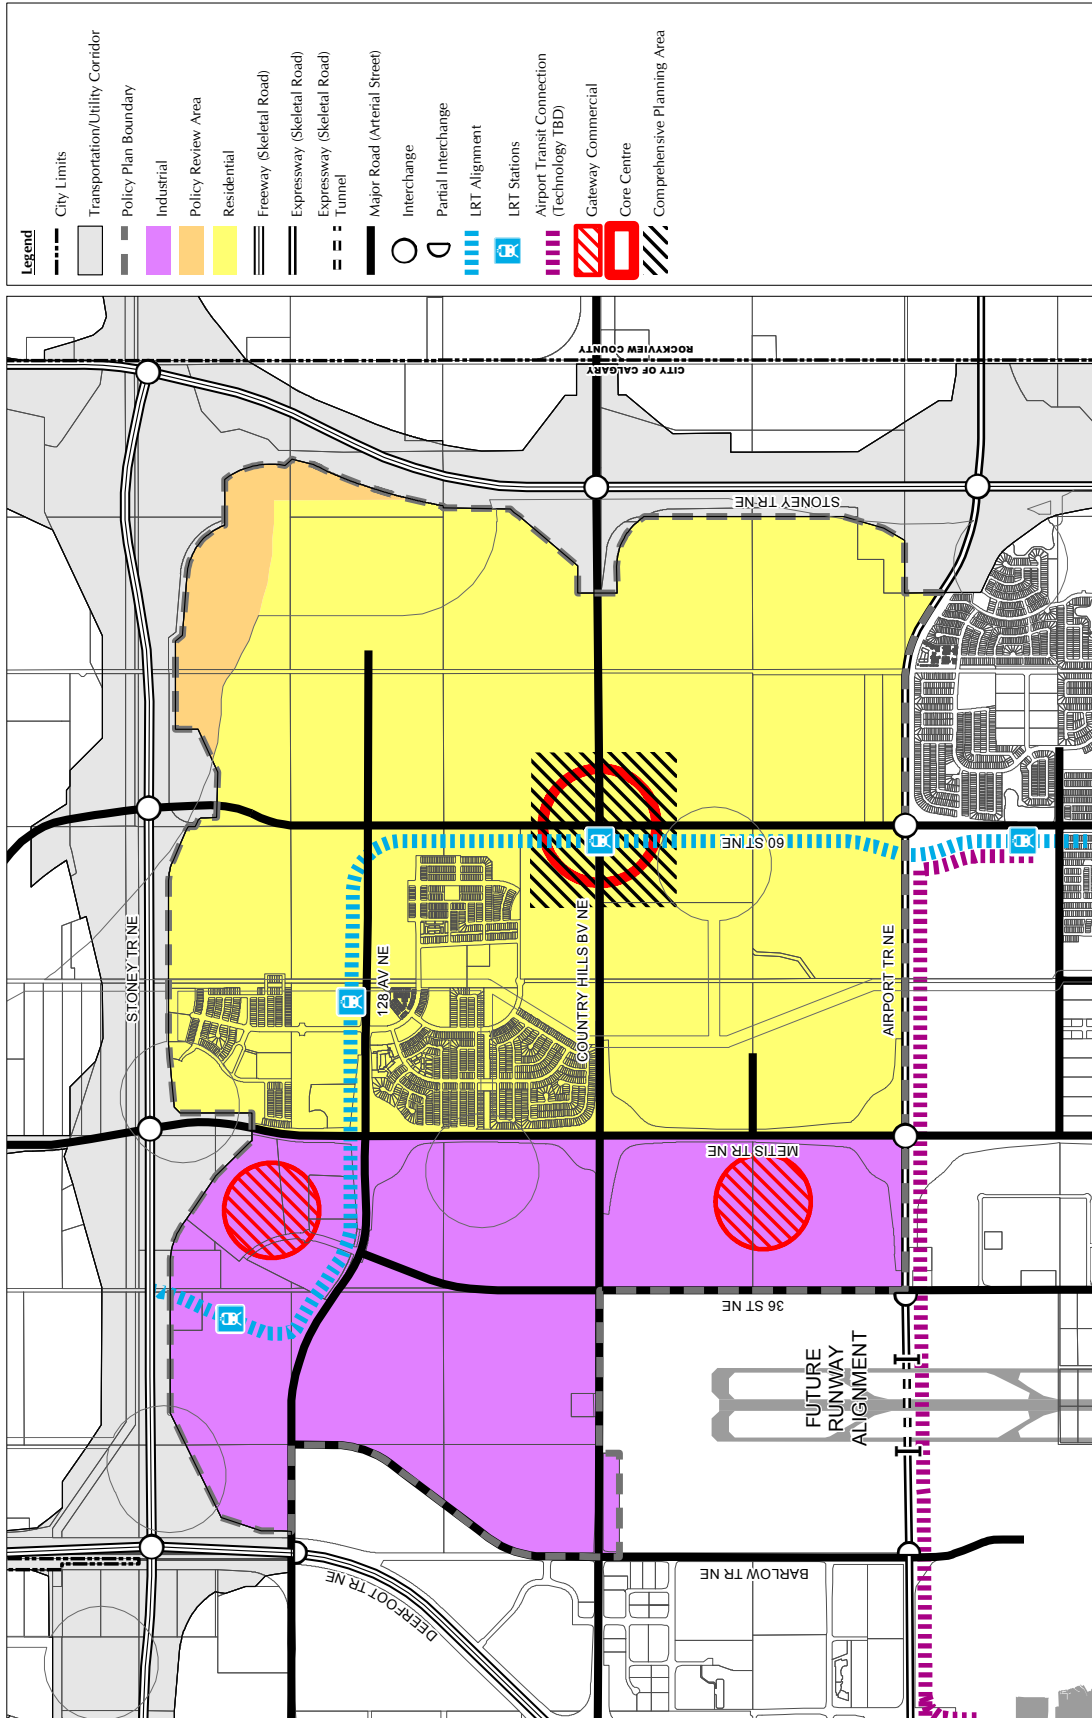 Legend
City Limits
Transportation/Utility Corridor
Policy Plan Boundary
Industrial
Policy Review Area
Residential
Freeway (Skeletal Road)
Expressway (Skeletal Road)
Expressway (Skeletal Road)
Tunnel
Major Road (Arterial Street)
Interchange
Partial Interchange
LRT Alignment
LRT Stations
Airport Transit Connection
(Technology TBD)
Gateway Commercial
Core Centre
Comprehensive Planning Area
ROCKYVIEW COUNTY
CITY OF CALGARY
STONEY TR NE
STONEY TR NE
128 AV NE
COUNTRY HILLS BV NE
60 ST NE
AIRPORT TR NE
METIS TR NE
36 ST NE
FUTURE
RUNWAY
ALIGNMENT
BARLOW TR NE
DEERFOOT TR NE